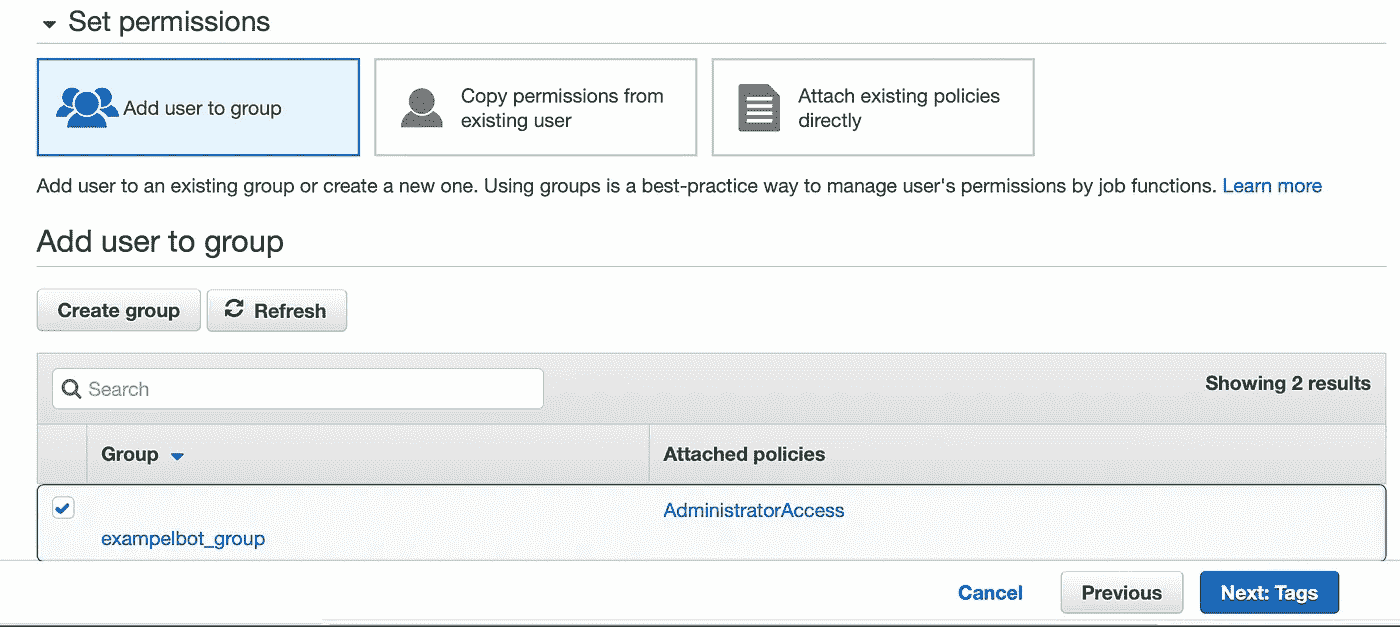 Set permissions
Add user to group
Copy permissions from
existing user
Attach existing policies
directly
Add user to an existing group or create a new one. Using groups is a best-practice way to manage user's permissions by job functions. Learn more
Add user to group
Create group
Refresh
Search
Showing 2 results
Group
Attached policies
AdministratorAccess
exampelbot_group
Cancel
Previous
Next: Tags